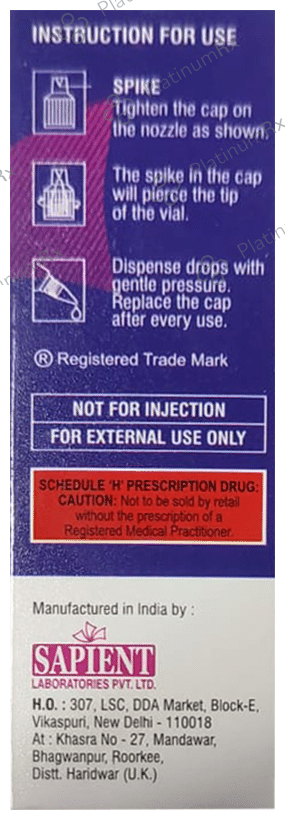 INSTRUCTION FOR USE
SPIKE
Tighten the cap on
the nozzle as shown.
The spike in the cap
will pierce the tip
of the vial.
Dispense drops with
gentle pressure.
Replace the cap
after every use.
® Registered Trade Mark
NOT FOR INJECTION
FOR EXTERNAL USE ONLY
SCHEDULE 'H' PRESCRIPTION DRUG:
CAUTION: Not to be sold by retail
without the prescription of a
Registered Medical Practitioner.
Manufactured in India by :
SAPIENT
LABORATORIES PVT. LTD.
H.O. : 307, LSC, DDA Market, Block-E,
Vikaspuri, New Delhi - 110018
At : Khasra No - 27, Mandawar,
Bhagwanpur, Roorkee,
Distt. Haridwar (U.K.)
PlatinumRx